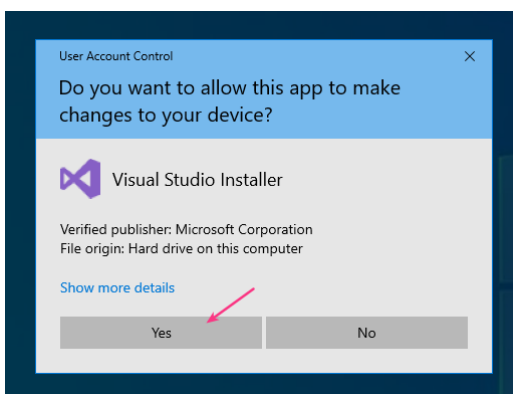 User Account Control
Do you want to allow this app to make
changes to your device?
Visual Studio Installer
Verified publisher: Microsoft Corporation
File origin: Hard drive on this computer
Show more details
Yes
No